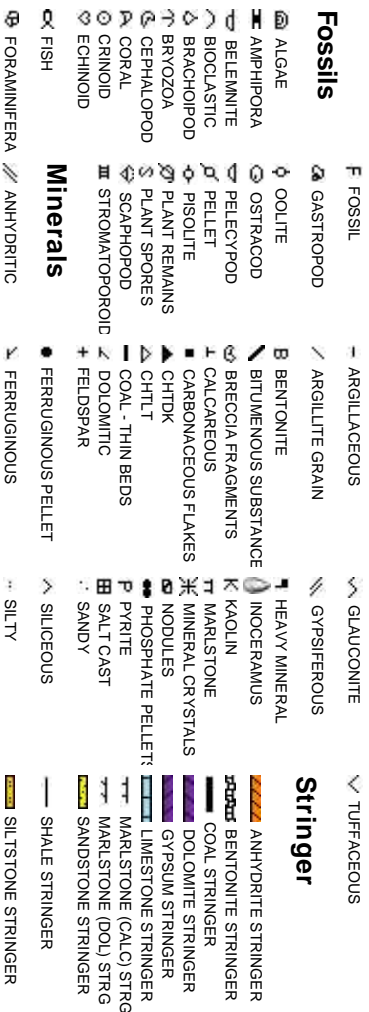 Fossils
ALGAE
AMPHIPORA
BELEMNITE
BIOCLASTIC
BRACHIOPOD
BRYOZOA
CEPHALOPOD
CORAL
CRINOID
ECHINOID
FISH
FORAMINIFERA
F FOSSIL
GASTROPOD
OOLITE
OSTRACOD
PELECYPOD
PELLET
PISOLITE
PLANT REMAINS
S PLANT SPORES
SCAPHOPOD
STROMATOPOROID
Minerals
ANHYDRITIC
ARGILLACEOUS
ARGILLITE GRAIN
B BENTONITE
BITUMENOUS SUBSTANCE
BRECCIA FRAGMENTS
CALCAREOUS
CARBONACEOUS FLAKES
CHTDK
CHTLT
COAL - THIN BEDS
DOLOMITIC
FELDSPAR
FERRUGINOUS PELLET
FERRUGINOUS
GLAUCONITE
GYPSIFEROUS
HEAVY MINERAL
INOCERAMUS
K KAOLIN
MARLSTONE
MINERAL CRYSTALS
NODULES
PHOSPHATE PELLETS
P PYRITE
SALT CAST
SANDY
SILICEOUS
SILTY
TUFFACEOUS
Stringer
ANHYDRITE STRINGER
BENTONITE STRINGER
COAL STRINGER
DOLOMITE STRINGER
GYPSUM STRINGER
LIMESTONE STRINGER
MARLSTONE (CALC) STRG
MARLSTONE (DOL) STRG
SANDSTONE STRINGER
SHALE STRINGER
SILTSTONE STRINGER